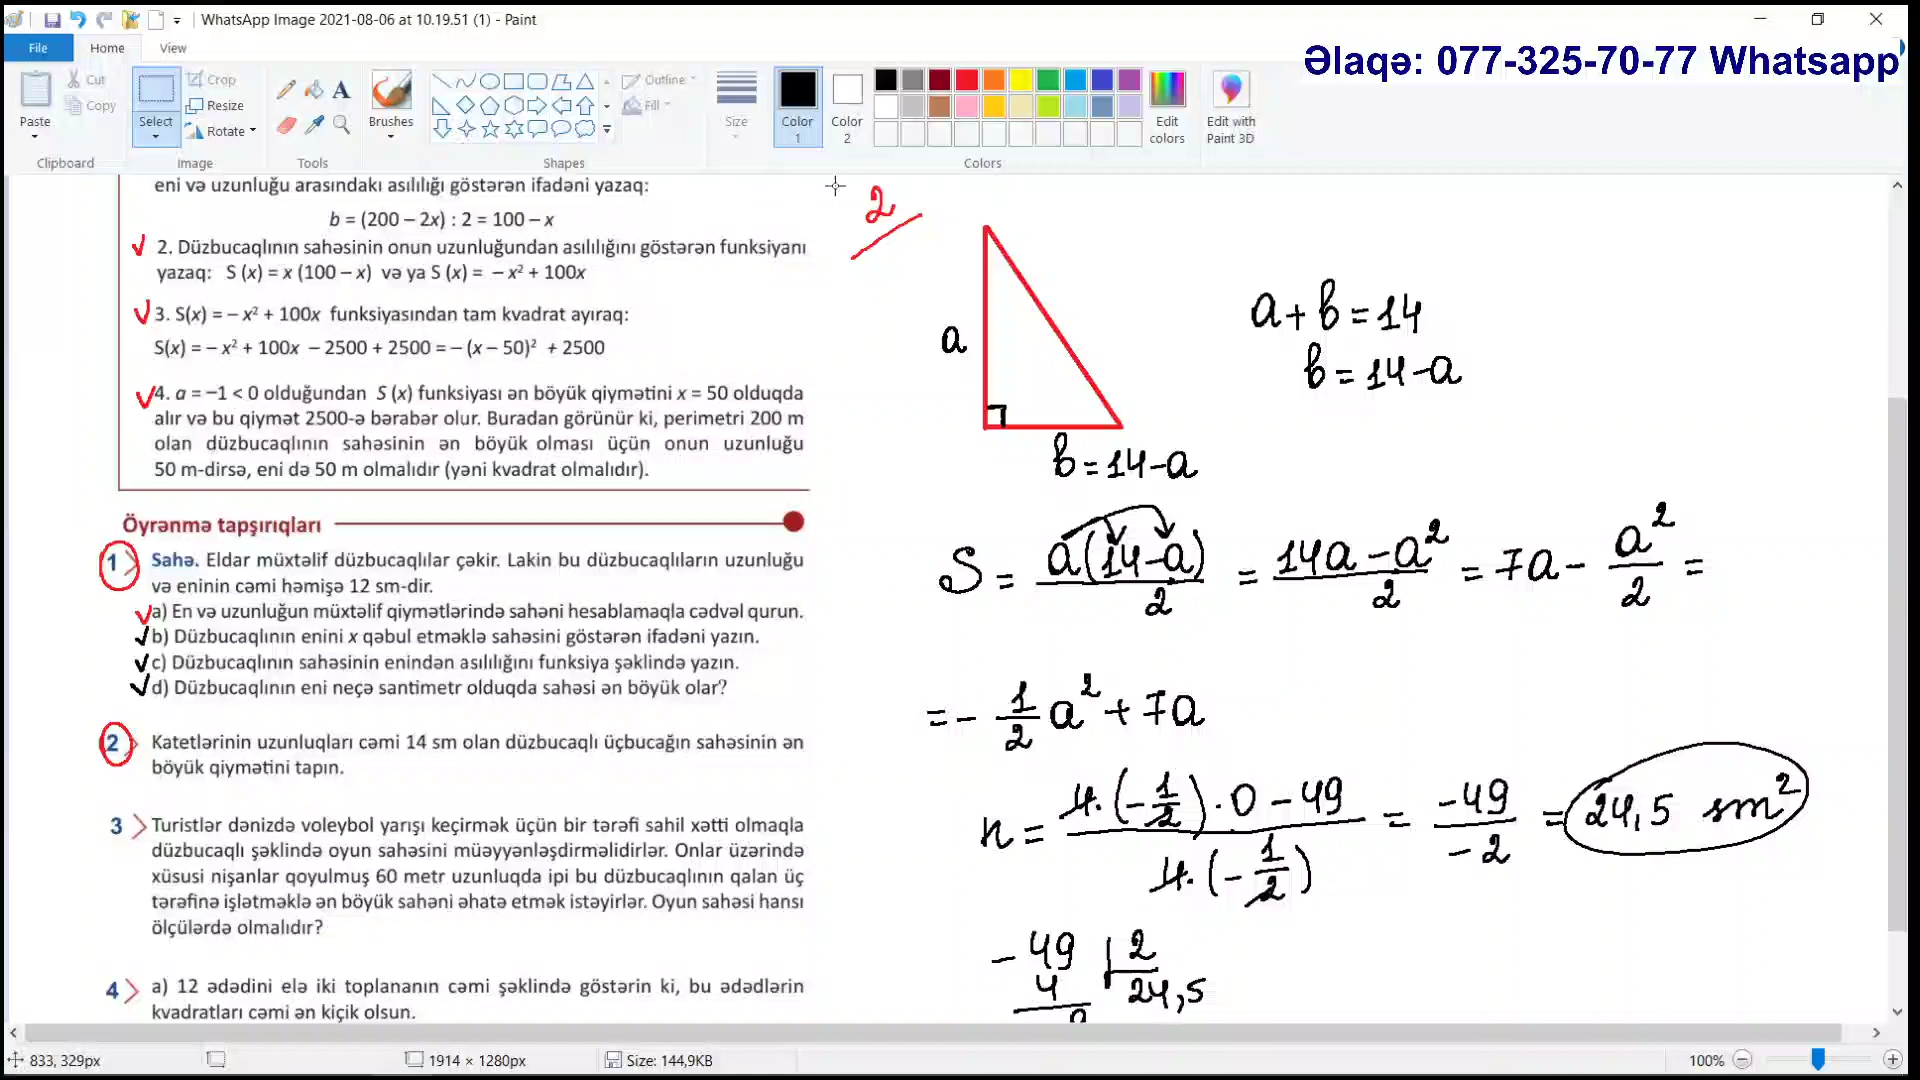 WhatsApp Image 2021-08-06 at 10.19.51 (1) - Paint
File Home View
Əlaqə: 077-325-70-77 Whatsapp
Paste
Cut
Copy
Clipboard
Select
Crop
Resize
Rotate
Image
Tools
Brushes
Shapes
Outline
Fill
Size
Color 1
Color 2
Colors
Edit colors
Edit with Paint 3D
eni və uzunluğu arasındakı asılılığı göstərən ifadəni yazaq:
b = (200 – 2x) : 2 = 100 – x
2. Düzbucaqlının sahəsinin onun uzunluğundan asılılığını göstərən funksiyanı
yazaq: S (x) = x (100 – x) və ya S (x) = – x² + 100x
3. S(x) = – x² + 100x funksiyasından tam kvadrat ayıraq:
S(x) = – x² + 100x – 2500 + 2500 = – (x – 50)² + 2500
4. a = –1 < 0 olduğundan S (x) funksiyası ən böyük qiymətini x = 50 olduqda
alır və bu qiymət 2500-ə bərabər olur. Buradan görünür ki, perimetri 200 m
olan düzbucaqlının sahəsinin ən böyük olması üçün onun uzunluğu
50 m-dirsə, eni də 50 m olmalıdır (yəni kvadrat olmalıdır).
Öyrənmə tapşırıqları
1 Sahə. Eldar müxtəlif düzbucaqlılar çəkir. Lakin bu düzbucaqlıların uzunluğu
və eninin cəmi həmişə 12 sm-dir.
a) En və uzunluğun müxtəlif qiymətlərində sahəni hesablamaqla cədvəl qurun.
b) Düzbucaqlının enini x qəbul etməklə sahəsini göstərən ifadəni yazın.
c) Düzbucaqlının sahəsinin enindən asılılığını funksiya şəklində yazın.
d) Düzbucaqlının eni neçə santimetr olduqda sahəsi ən böyük olar?
2 Katetlərinin uzunluqları cəmi 14 sm olan düzbucaqlı üçbucağın sahəsinin ən
böyük qiymətini tapın.
3 Turistlər dənizdə voleybol yarışı keçirmək üçün bir tərəfi sahil xətti olmaqla
düzbucaqlı şəklində oyun sahəsini müəyyənləşdirməlidirlər. Onlar üzərində
xüsusi nişanlar qoyulmuş 60 metr uzunluqda ipi bu düzbucaqlının qalan üç
tərəfinə işlətməklə ən böyük sahəni əhatə etmək istəyirlər. Oyun sahəsi hansı
ölçülərdə olmalıdır?
4 a) 12 ədədini elə iki toplananın cəmi şəklində göstərin ki, bu ədədlərin
kvadratları cəmi ən kiçik olsun.
2
a
a + b = 14
b = 14 - a
b = 14 - a
S = a(14-a)/2 = 14a - a²/2 = 7a - a²/2 =
= - 1/2 a² + 7a
n = 4·(-1/2)·0 - 49 / 4·(-1/2) = -49/-2 = 24,5 sm²
- 49 | 2
4 24,5
833, 329px
1914 × 1280px
Size: 144,9KB
100%